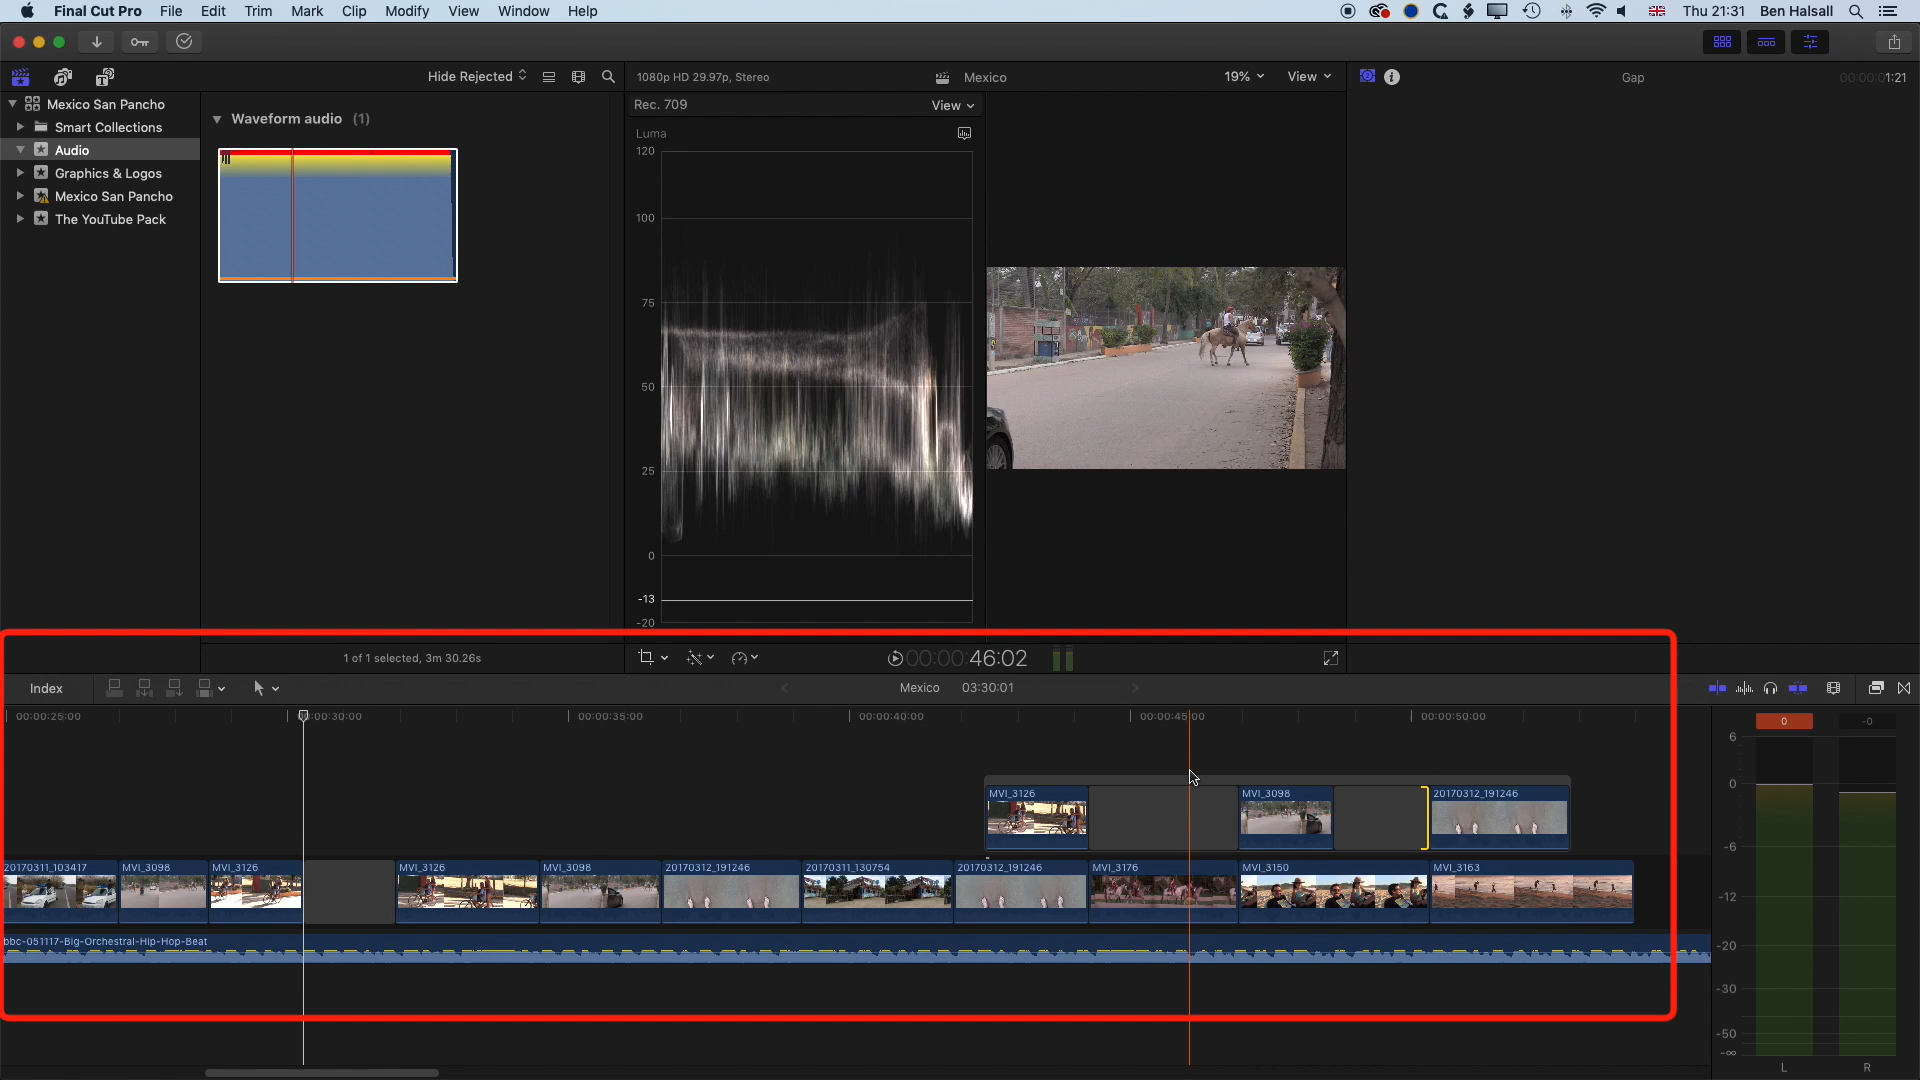 Final Cut Pro File Edit Trim Mark Clip Modify View Window Help Thu 21:31 Ben Halsall
Hide Rejected 1080p HD 29.97p, Stereo Mexico 19% View Gap 00:00:01:21
Mexico San Pancho
Smart Collections
Audio
Graphics & Logos
Mexico San Pancho
The YouTube Pack
Waveform audio (1)
Rec. 709 View
Luma
120
100
75
50
25
0
-13
-20
1 of 1 selected, 3m 30.26s
00:00:46:02
Index Mexico 03:30:01
00:00:25:00 00:00:30:00 00:00:35:00 00:00:40:00 00:00:45:00 00:00:50:00
MVI_3126 MVI_3098 20170312_191246
20170311_103417 MVI_3098 MVI_3126 MVI_3126 MVI_3098 20170312_191246 20170311_130754 20170312_191246 MVI_3176 MVI_3150 MVI_3163
bbc-051117-Big-Orchestral-Hip-Hop-Beat
0 -0
6
0
-6
-12
-20
-30
-50
-∞
L R